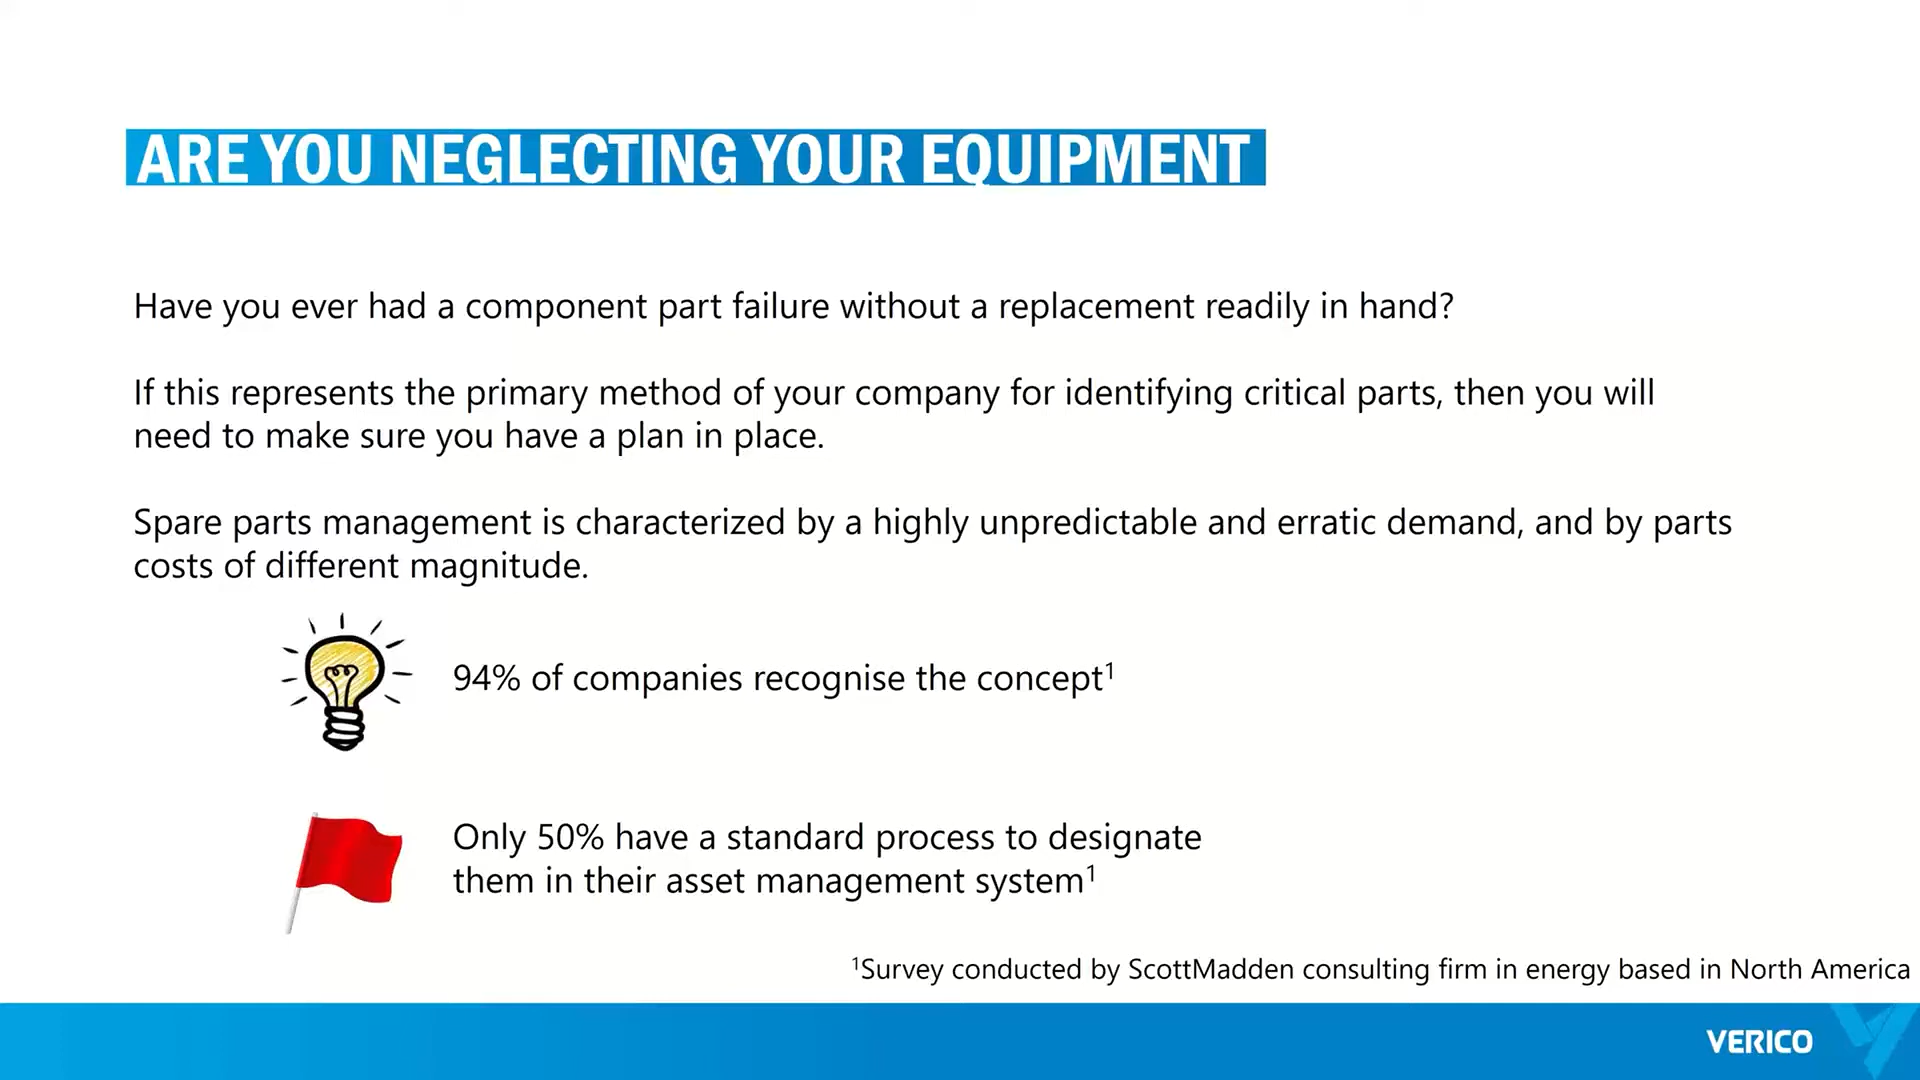 ARE YOU NEGLECTING YOUR EQUIPMENT
Have you ever had a component part failure without a replacement readily in hand?
If this represents the primary method of your company for identifying critical parts, then you will
need to make sure you have a plan in place.
Spare parts management is characterized by a highly unpredictable and erratic demand, and by parts
costs of different magnitude.
94% of companies recognise the concept¹
Only 50% have a standard process to designate
them in their asset management system¹
¹Survey conducted by ScottMadden consulting firm in energy based in North America
VERICO